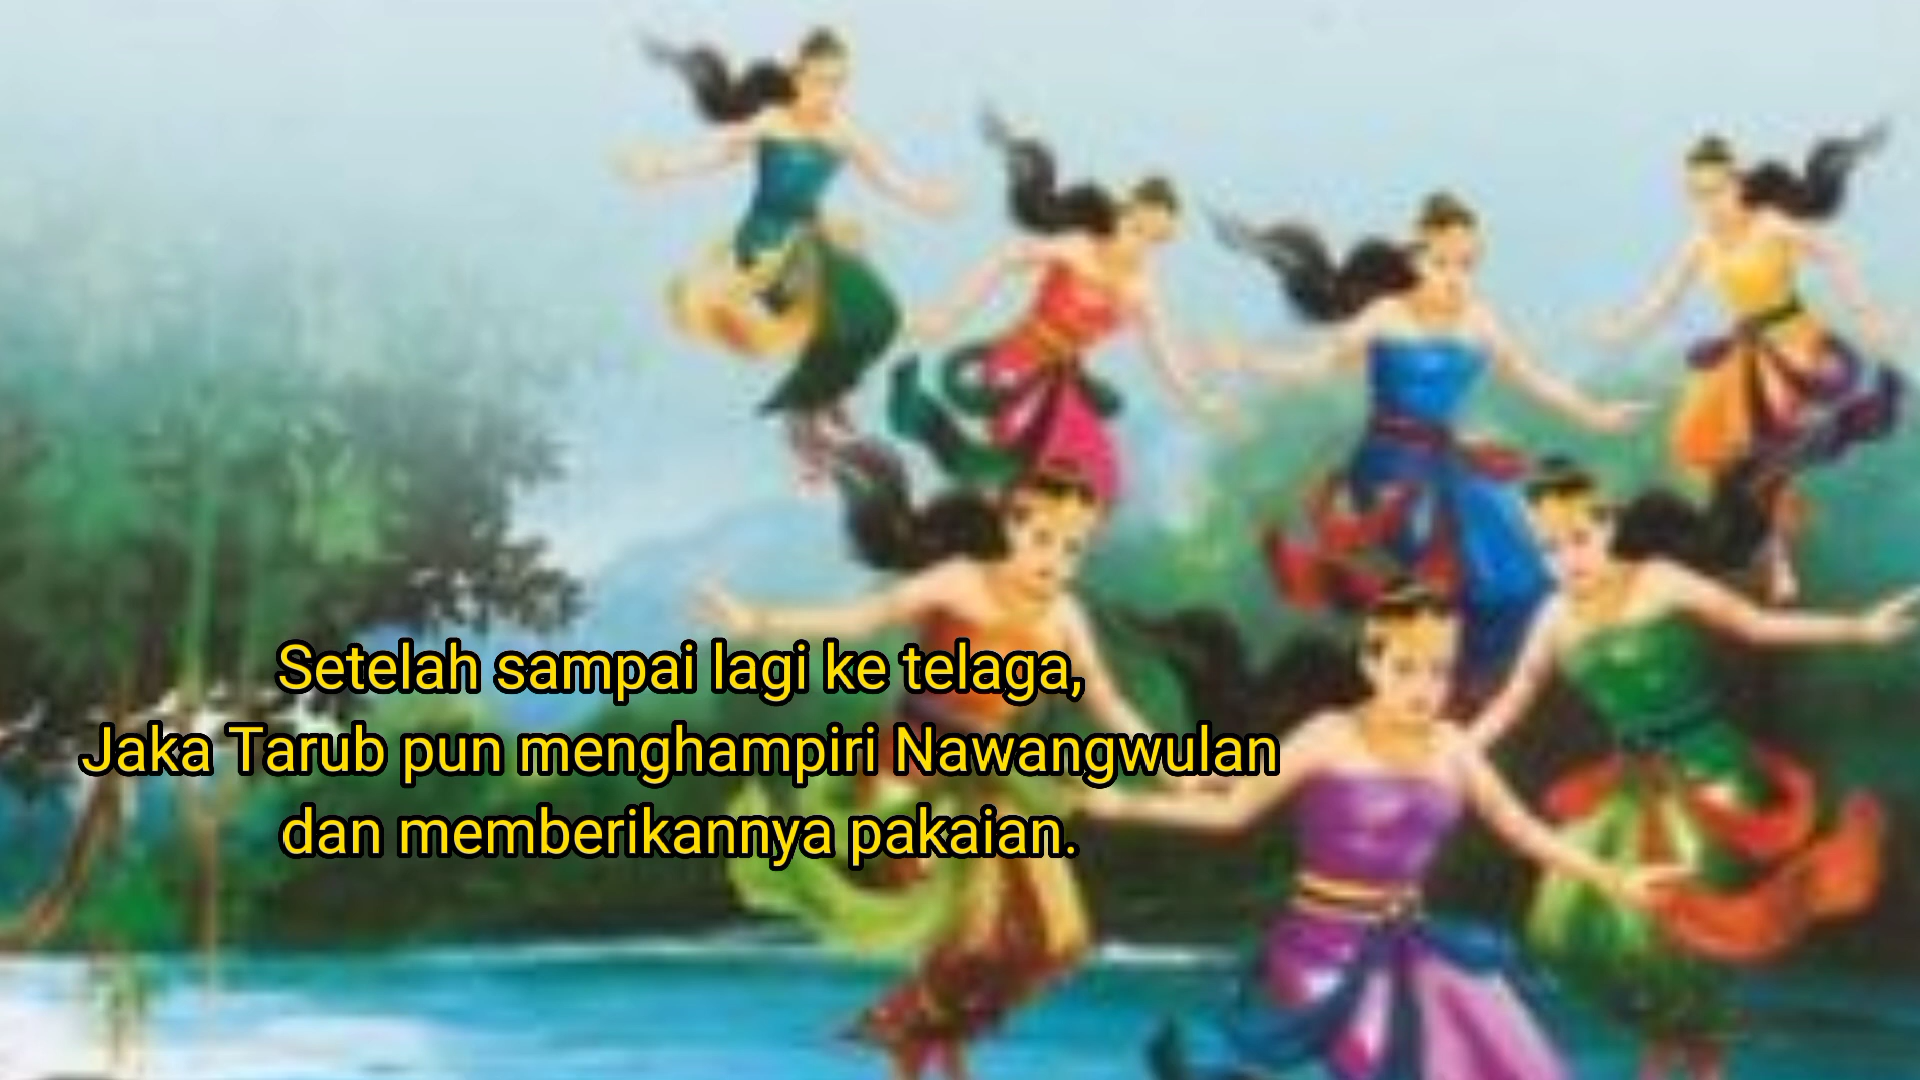 Setelah sampai lagi ke telaga,
Jaka Tarub pun menghampiri Nawangwulan
dan memberikannya pakaian.